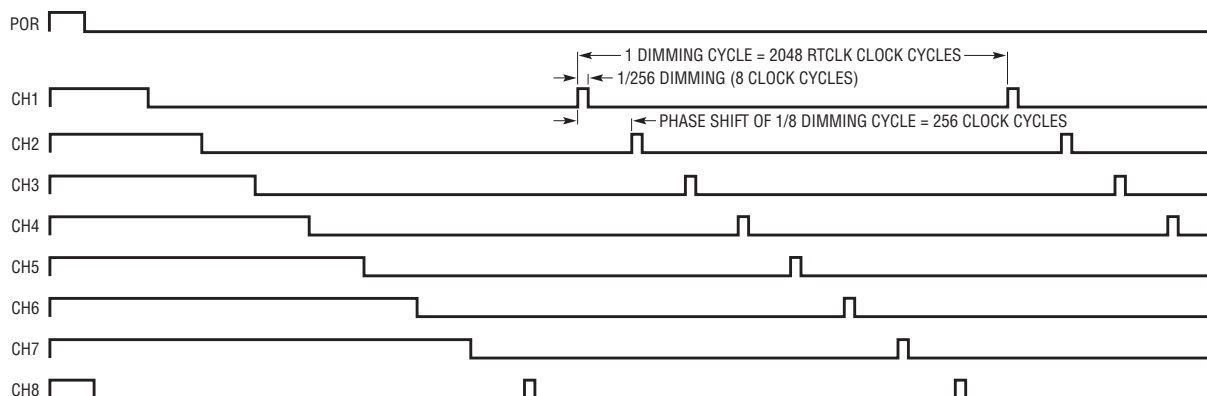 POR
1 DIMMING CYCLE = 2048 RTCLK CLOCK CYCLES
1/256 DIMMING (8 CLOCK CYCLES)
CH1
PHASE SHIFT OF 1/8 DIMMING CYCLE = 256 CLOCK CYCLES
CH2
CH3
CH4
CH5
CH6
CH7
CH8